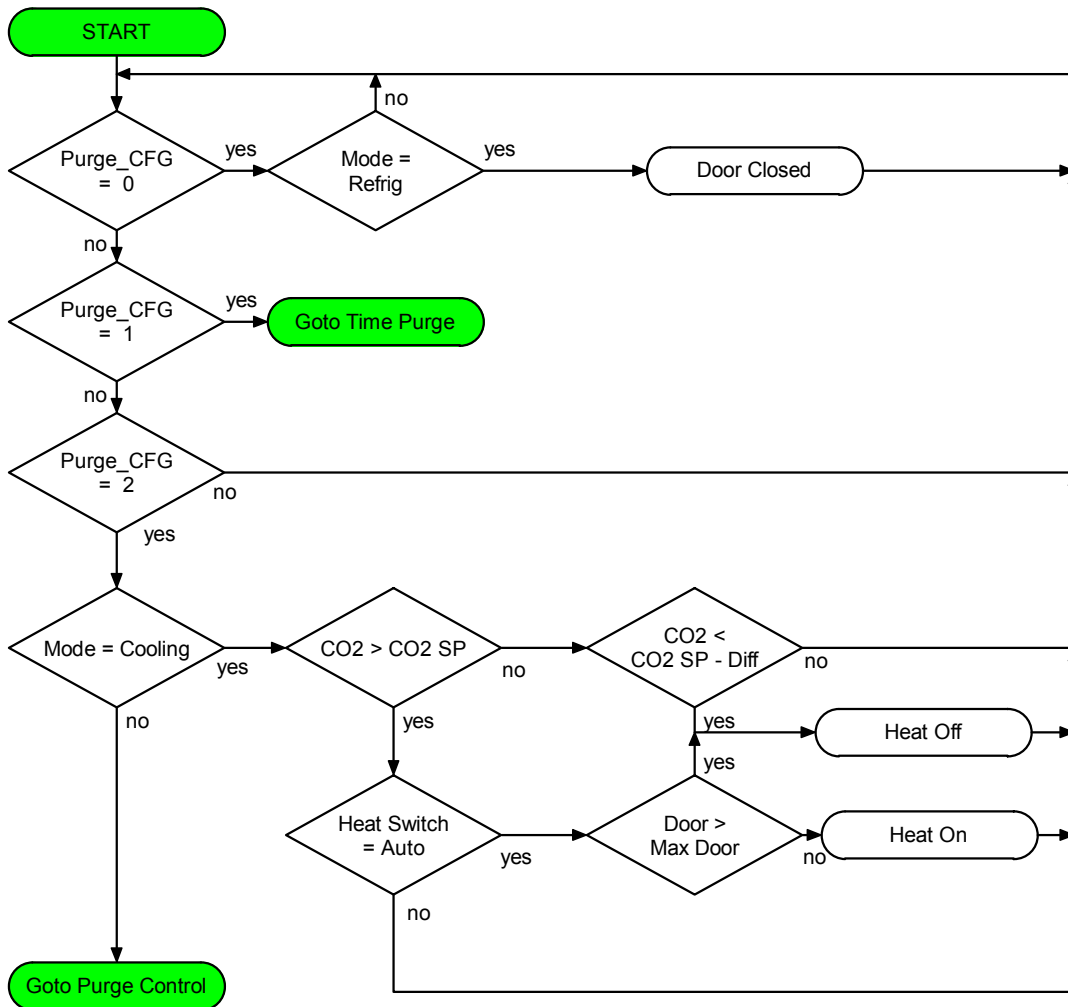 START
no
Purge_CFG
= 0
yes
Mode =
Refrig
yes
Door Closed
no
Purge_CFG
= 1
yes
Goto Time Purge
no
Purge_CFG
= 2
no
yes
Mode = Cooling
yes
CO2 > CO2 SP
no
CO2 <
CO2 SP - Diff
no
no
yes
yes
Heat Off
yes
Heat Switch
= Auto
yes
Door >
Max Door
no
Heat On
no
Goto Purge Control